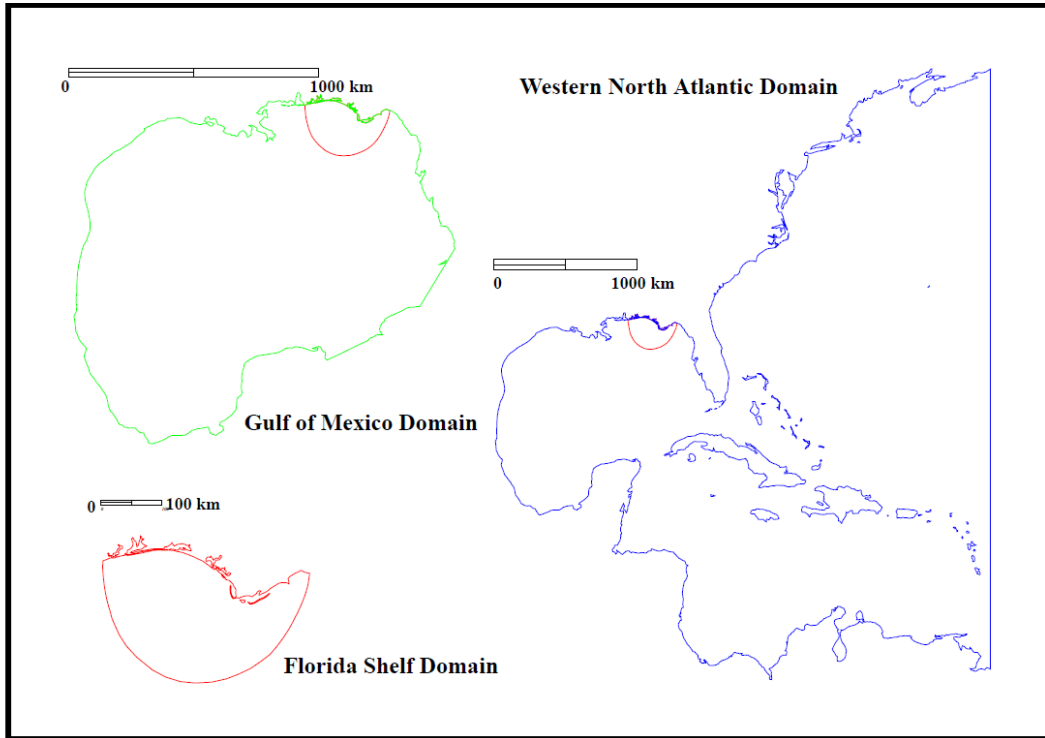 0 1000 km
Western North Atlantic Domain
0 1000 km
Gulf of Mexico Domain
0 100 km
Florida Shelf Domain